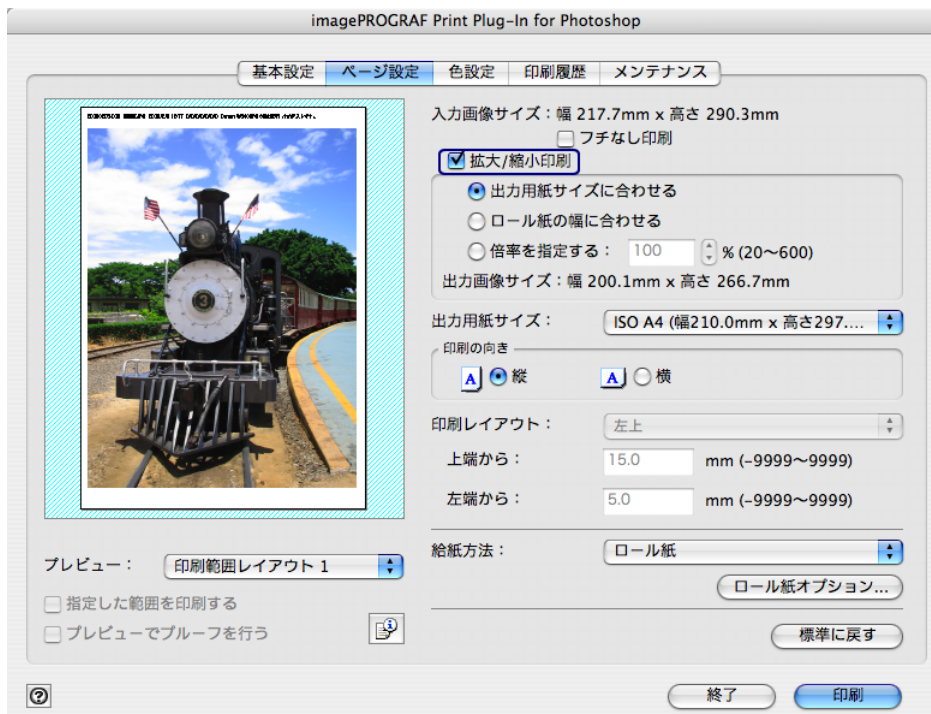 imagePROGRAF Print Plug-In for Photoshop
基本設定 ページ設定 色設定 印刷履歴 メンテナンス
入力画像サイズ：幅 217.7mm x 高さ 290.3mm
フチなし印刷
拡大/縮小印刷
出力用紙サイズに合わせる
ロール紙の幅に合わせる
倍率を指定する： 100 % (20～600)
出力画像サイズ：幅 200.1mm x 高さ 266.7mm
出力用紙サイズ： ISO A4 (幅210.0mm x 高さ297....
印刷の向き
A 縦 A 横
印刷レイアウト： 左上
上端から： 15.0 mm (-9999～9999)
左端から： 5.0 mm (-9999～9999)
給紙方法： ロール紙
ロール紙オプション...
標準に戻す
3
プレビュー： 印刷範囲レイアウト 1
指定した範囲を印刷する
プレビューでプルーフを行う
? 終了 印刷